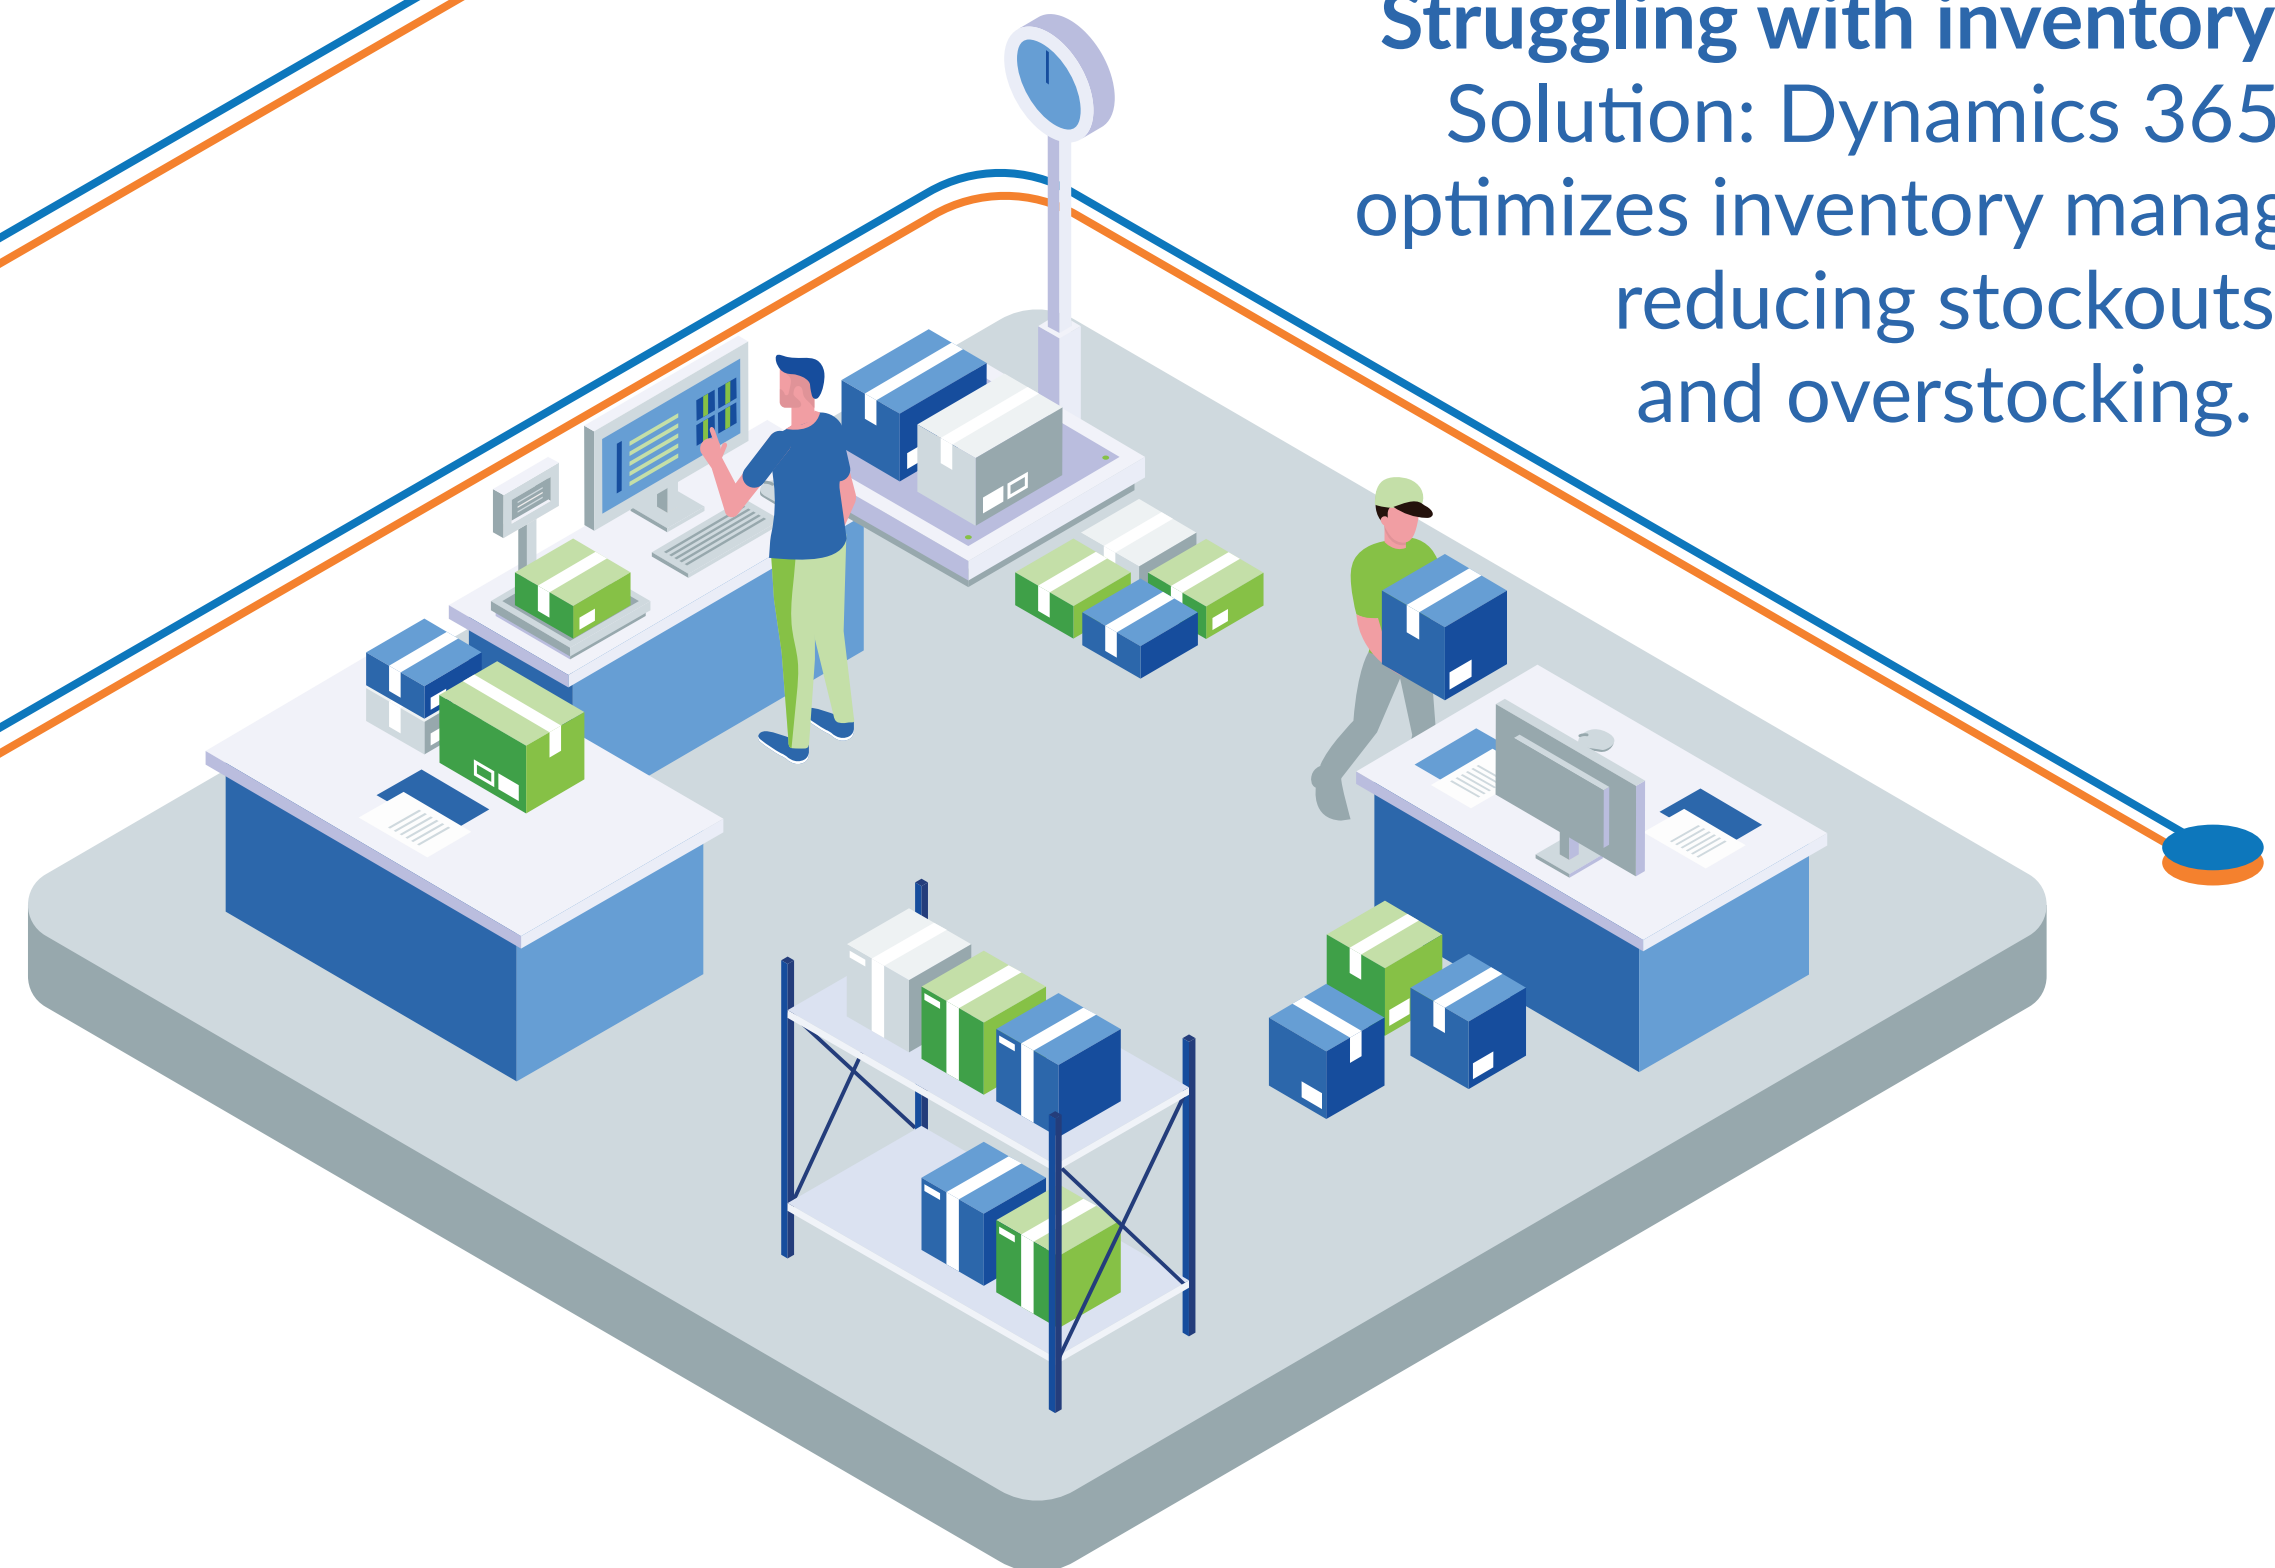 Struggling with inventory
Solution: Dynamics 365
optimizes inventory manag
reducing stockouts
and overstocking.